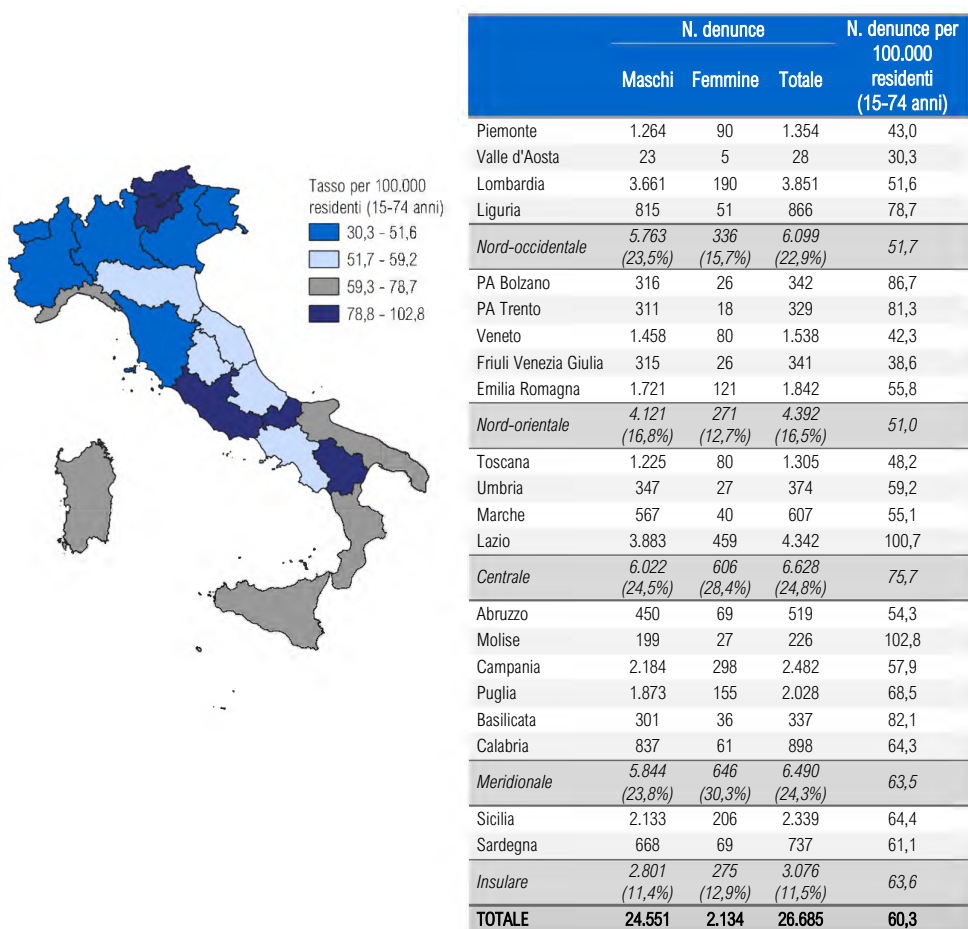 Tasso per 100.000
residenti (15-74 anni)
30,3 - 51,6
51,7 - 59,2
59,3 - 78,7
78,8 - 102,8
N. denunce N. denunce per
100.000
residenti
(15-74 anni)
Maschi Femmine Totale
Piemonte 1.264 90 1.354 43,0
Valle d'Aosta 23 5 28 30,3
Lombardia 3.661 190 3.851 51,6
Liguria 815 51 866 78,7
Nord-occidentale 5.763 336 6.099 51,7
(23,5%) (15,7%) (22,9%)
PA Bolzano 316 26 342 86,7
PA Trento 311 18 329 81,3
Veneto 1.458 80 1.538 42,3
Friuli Venezia Giulia 315 26 341 38,6
Emilia Romagna 1.721 121 1.842 55,8
Nord-orientale 4.121 271 4.392 51,0
(16,8%) (12,7%) (16,5%)
Toscana 1.225 80 1.305 48,2
Umbria 347 27 374 59,2
Marche 567 40 607 55,1
Lazio 3.883 459 4.342 100,7
Centrale 6.022 606 6.628 75,7
(24,5%) (28,4%) (24,8%)
Abruzzo 450 69 519 54,3
Molise 199 27 226 102,8
Campania 2.184 298 2.482 57,9
Puglia 1.873 155 2.028 68,5
Basilicata 301 36 337 82,1
Calabria 837 61 898 64,3
Meridionale 5.844 646 6.490 63,5
(23,8%) (30,3%) (24,3%)
Sicilia 2.133 206 2.339 64,4
Sardegna 668 69 737 61,1
Insulare 2.801 275 3.076 63,6
(11,4%) (12,9%) (11,5%)
TOTALE 24.551 2.134 26.685 60,3